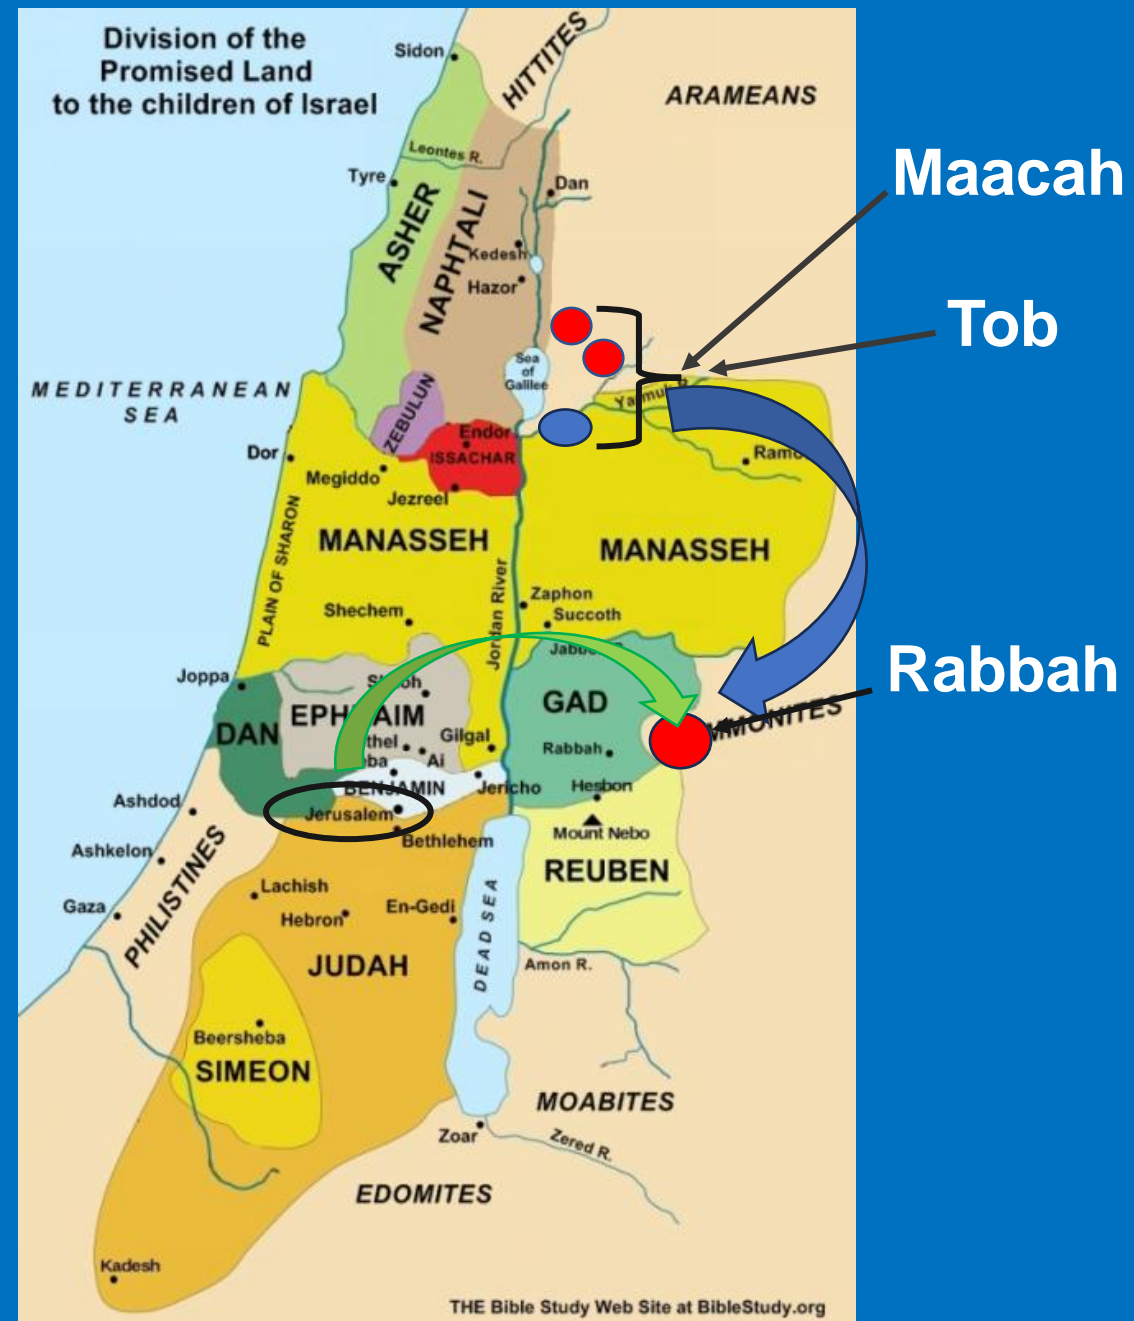 Division of the
Promised Land
to the children of Israel
Sidon
HITTITES
ARAMEANS
Maacah
Leontes R.
Tyre
Dan
ASHER
NAPHTALI
Kedesh
Hazor
Tob
Sea
of
Galilee
MEDITERRANEAN
SEA
ZEBULUN
Endor
ISSACHAR
Dor
Megiddo
Jezreel
PLAIN OF SHARON
MANASSEH
MANASSEH
Jordan River
Zaphon
Succoth
Shechem
Joppa
Rabbah
GAD
DAN
Gilgal
Rabbah
Ai
BENJAMIN
Jericho
Hesbon
Ashdod
Jerusalem
Mount Nebo
Bethlehem
Ashkelon
PHILISTINES
REUBEN
Lachish
Gaza
Hebron
En-Gedi
DEAD SEA
JUDAH
Amon R.
Beersheba
SIMEON
MOABITES
Zoar
Zered R.
EDOMITES
Kadesh
THE Bible Study Web Site at BibleStudy.org